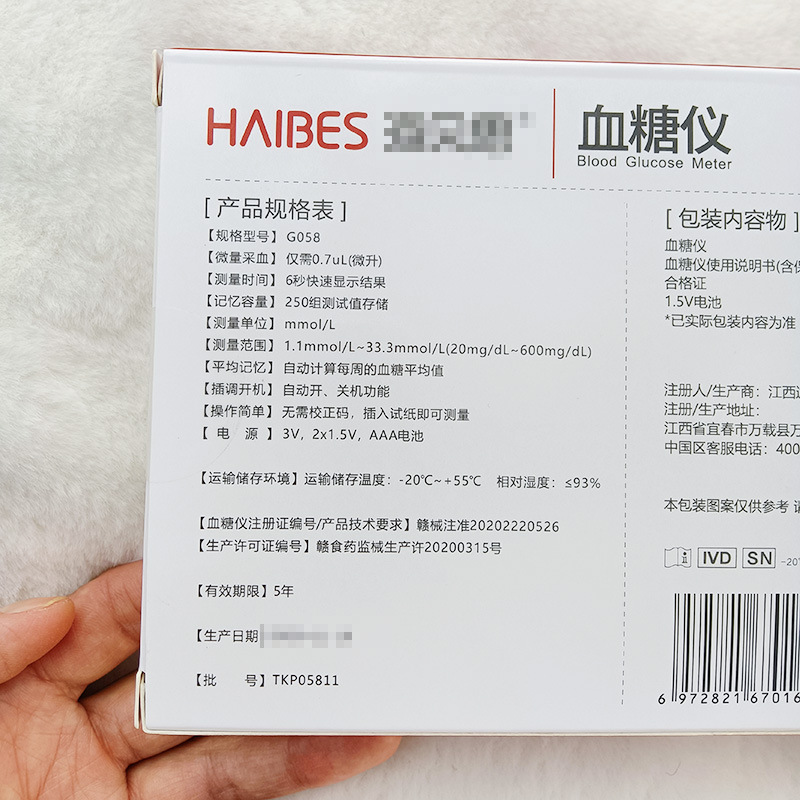 HAIBES
血糖仪
Blood Glucose Meter
[ 产品规格表 ]
【规格型号】 G058
【微量采血】 仅需0.7uL(微升)
【测量时间】 6秒快速显示结果
【记忆容量】 250组测试值存储
【测量单位】 mmol/L
【测量范围】 1.1mmol/L~33.3mmol/L(20mg/dL~600mg/dL)
【平均记忆】 自动计算每周的血糖平均值
【插调开机】 自动开、关机功能
【操作简单】 无需校正码，插入试纸即可测量
【 电 源 】 3V, 2x1.5V, AAA电池
【运输储存环境】运输储存温度：-20℃~+55℃ 相对湿度：≤93%
【血糖仪注册证编号/产品技术要求】赣械注准20202220526
【生产许可证编号】赣食药监械生产许20200315号
【有效期限】5年
【生产日期
【批 号】TKP05811
[ 包装内容物 ]
血糖仪
血糖仪使用说明书(含
合格证
1.5V电池
*已实际包装内容为准
注册人/生产商：江西
注册/生产地址：
江西省宜春市万载县
中国区客服电话：400
本包装图案仅供参考
IVD SN -20
6 972821 67016